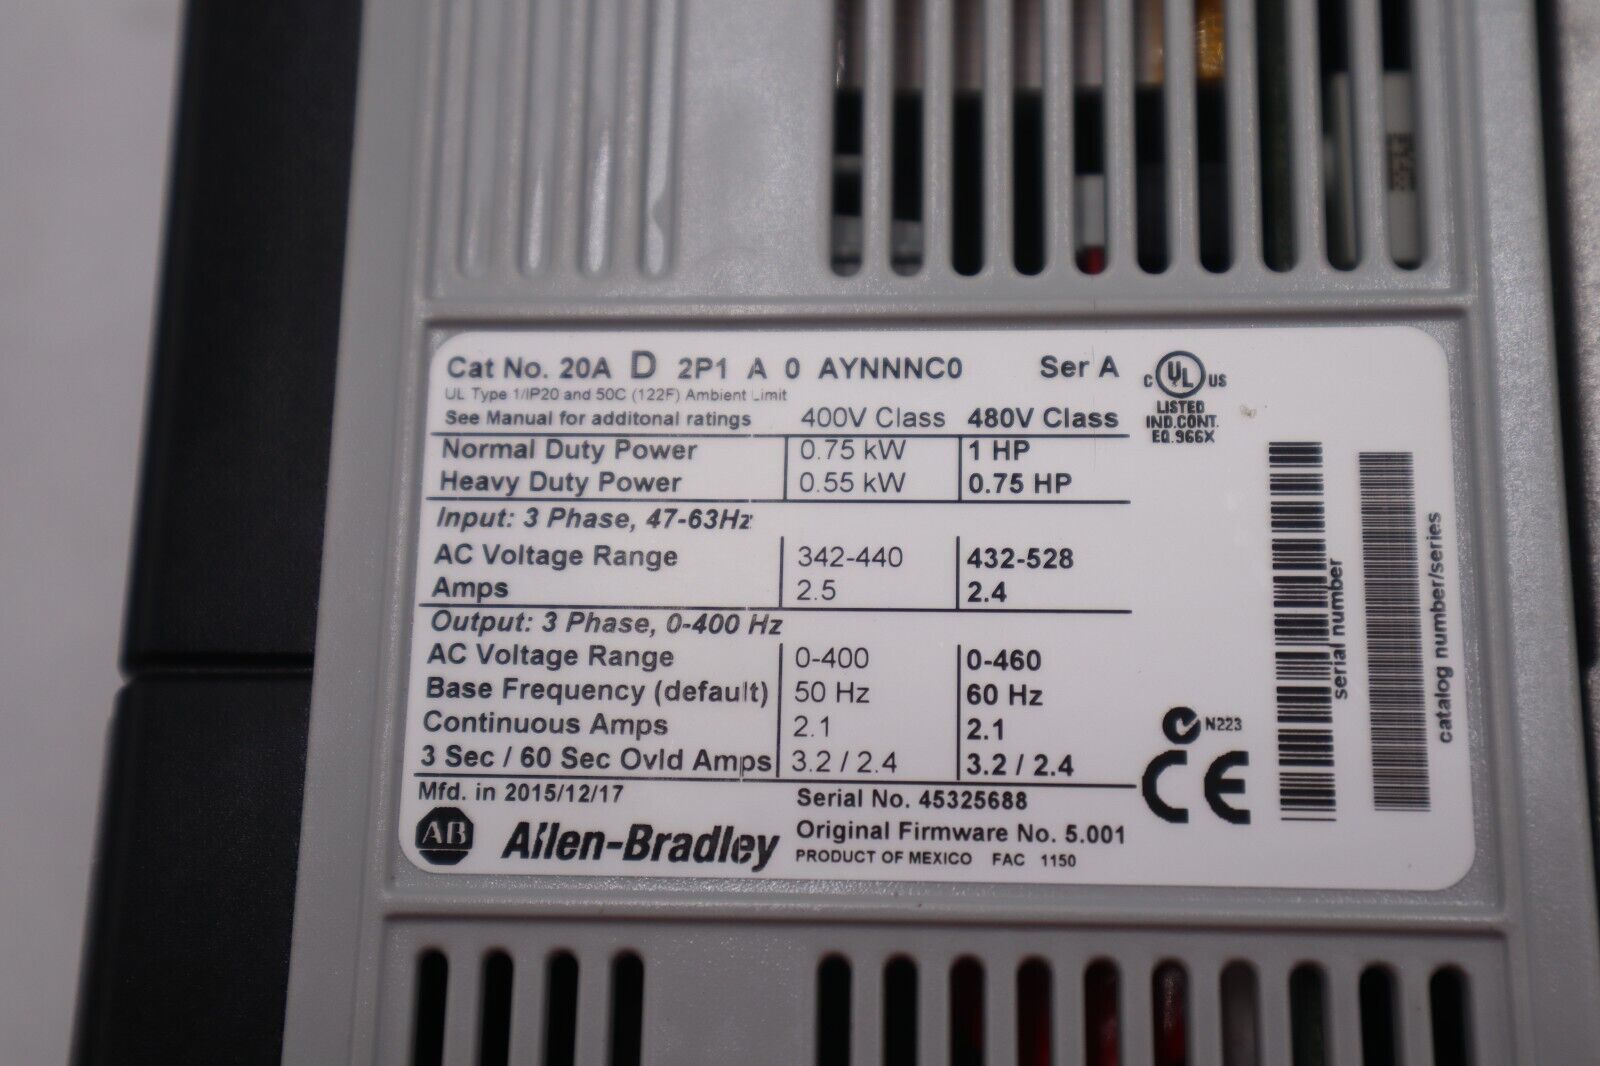 Cat No. 20A D 2P1 A 0 AYNNNC0 Ser A
UL Type 1/IP20 and 50C (122F) Ambient Limit
See Manual for additonal ratings 400V Class 480V Class
Normal Duty Power 0.75 kW 1 HP
Heavy Duty Power 0.55 kW 0.75 HP
Input: 3 Phase, 47-63Hz
AC Voltage Range 342-440 432-528
Amps 2.5 2.4
Output: 3 Phase, 0-400 Hz
AC Voltage Range 0-400 0-460
Base Frequency (default) 50 Hz 60 Hz
Continuous Amps 2.1 2.1
3 Sec / 60 Sec Ovld Amps 3.2 / 2.4 3.2 / 2.4
Mfd. in 2015/12/17 Serial No. 45325688
AB Allen-Bradley Original Firmware No. 5.001
PRODUCT OF MEXICO FAC 1150
C UL US
LISTED
IND.CONT.
EQ.966X
N223
CE
serial number
catalog number/series